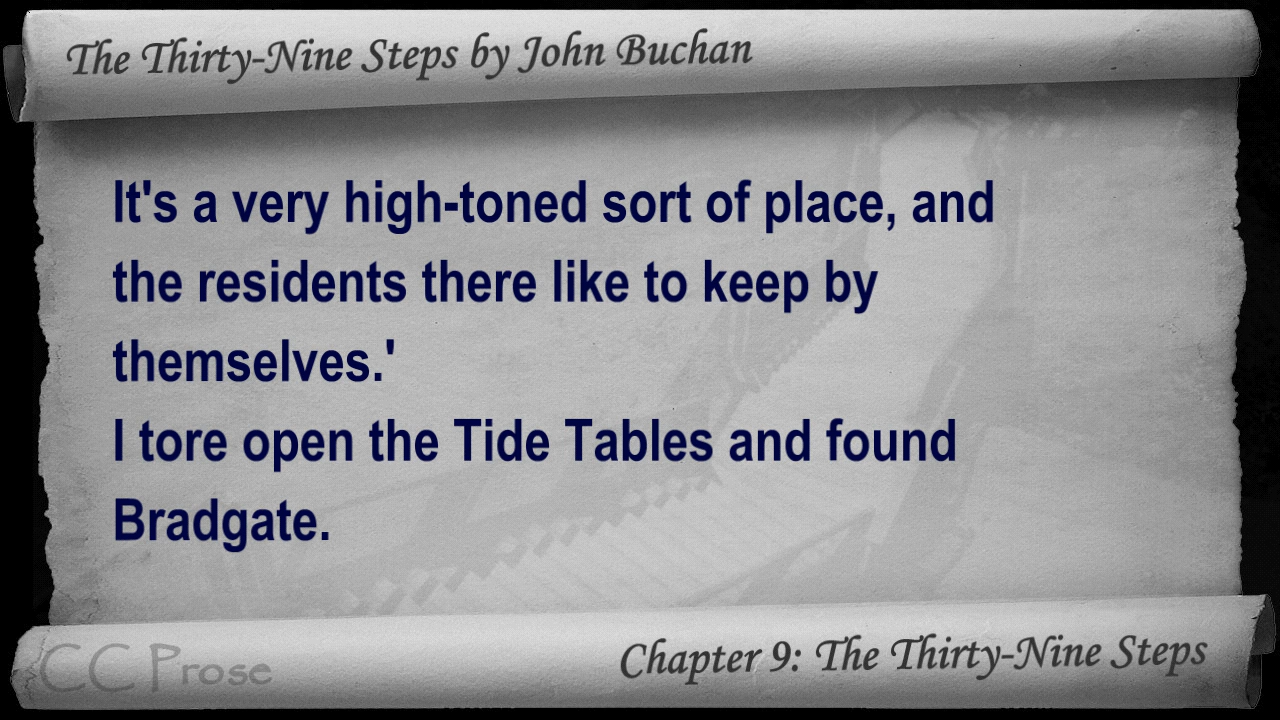 The Thirty-Nine Steps by John Buchan
It's a very high-toned sort of place, and
the residents there like to keep by
themselves.'
I tore open the Tide Tables and found
Bradgate.
CC Prose
Chapter 9: The Thirty-Nine Steps